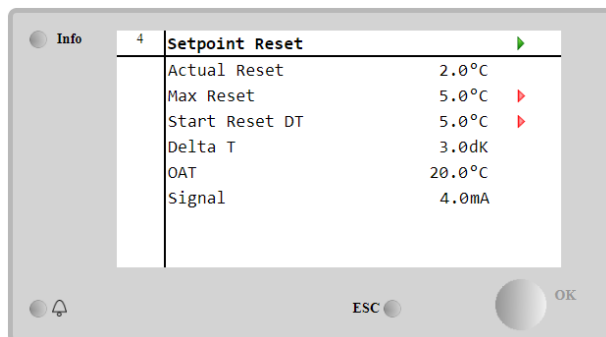 Info
4 Setpoint Reset
Actual Reset 2.0°C
Max Reset 5.0°C
Start Reset DT 5.0°C
Delta T 3.0dK
OAT 20.0°C
Signal 4.0mA
ESC
OK